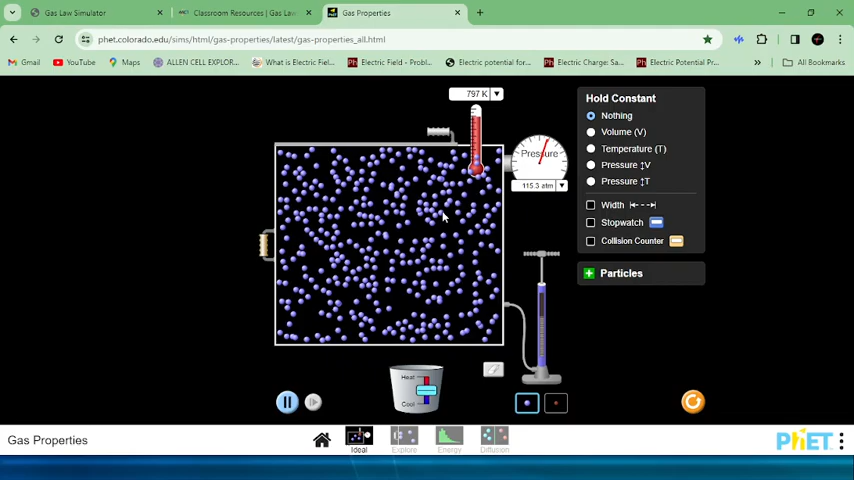 Gas Law Simulator
Classroom Resources | Gas Law
Gas Properties
phet.colorado.edu/sims/html/gas-properties/latest/gas-properties_all.html
Gmail
YouTube
Maps
ALLEN CELL EXPLOR...
What is Electric Fiel...
Electric Field - Probl...
Electric potential for...
Electric Charge: Sa...
Electric Potential Pr...
»
All Bookmarks
797 K
Pressure
115.3 atm
Hold Constant
Nothing
Volume (V)
Temperature (T)
Pressure ↕V
Pressure ↕T
Width
Stopwatch
Collision Counter
Particles
Heat
Cool
Gas Properties
Ideal
Explore
Energy
Diffusion
PhET